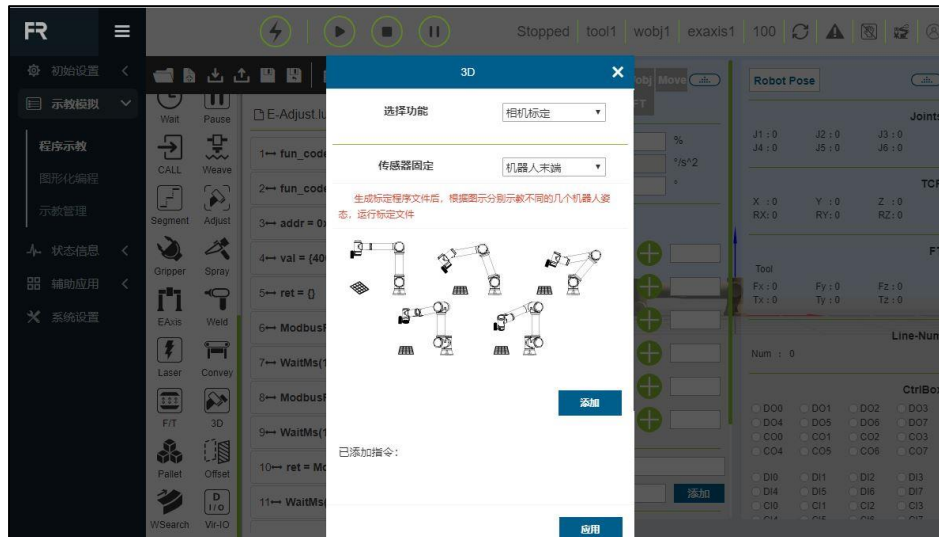 FR
Stopped tool1 wobj1 exaxis1 100
初始设置
示教模拟
程序示教
图形化编程
示教管理
状态信息
辅助应用
系统设置
Wait Pause
CALL Weave
Segment Adjust
Gripper Spray
EAxis Weld
Laser Convey
F/T 3D
Pallet Offset
WSearch Vir-IO
E-Adjust.lu
1 fun_code
2 fun_code
3 addr = 0x
4 val = {400
5 ret = {}
6 ModbusR
7 WaitMs(1
8 ModbusR
9 WaitMs(1
10 ret = Mo
11 WaitMs(
3D
选择功能 相机标定
传感器固定 机器人末端
生成标定程序文件后，根据图示分别示教不同的几个机器人姿
态，运行标定文件
添加
已添加指令：
应用
Move
%
°/s^2
°
添加
Robot Pose
Joints
J1 : 0 J2 : 0 J3 : 0
J4 : 0 J5 : 0 J6 : 0
TCP
X : 0 Y : 0 Z : 0
RX: 0 RY: 0 RZ: 0
FT
Tool
Fx : 0 Fy : 0 Fz : 0
Tx : 0 Ty : 0 Tz : 0
Line-Num
Num : 0
CtrlBox
DO0 DO1 DO2 DO3
DO4 DO5 DO6 DO7
CO0 CO1 CO2 CO3
CO4 CO5 CO6 CO7
DI0 DI1 DI2 DI3
DI4 DI5 DI6 DI7
CI0 CI1 CI2 CI3
CI4 CI5 CI6 CI7